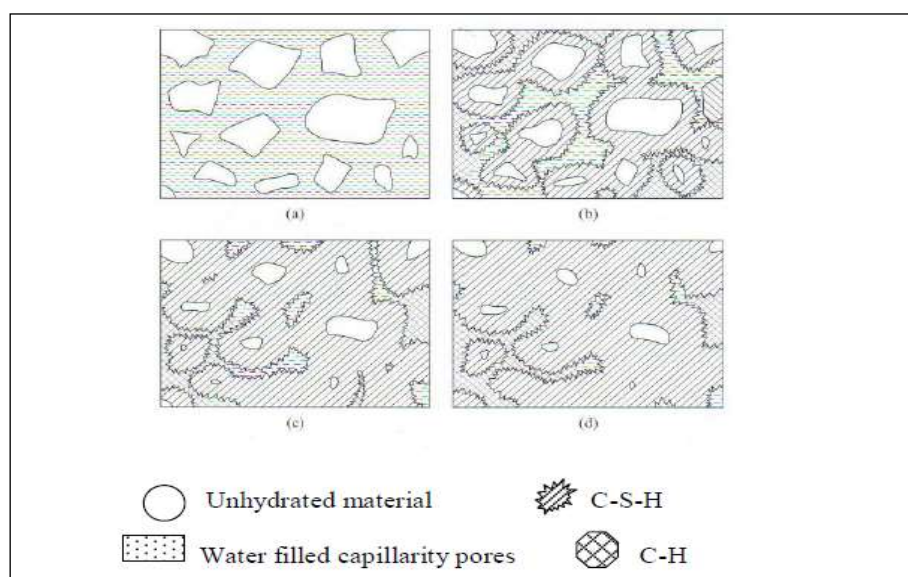 (a)
(b)
(c)
(d)
Unhydrated material
C-S-H
Water filled capillarity pores
C-H